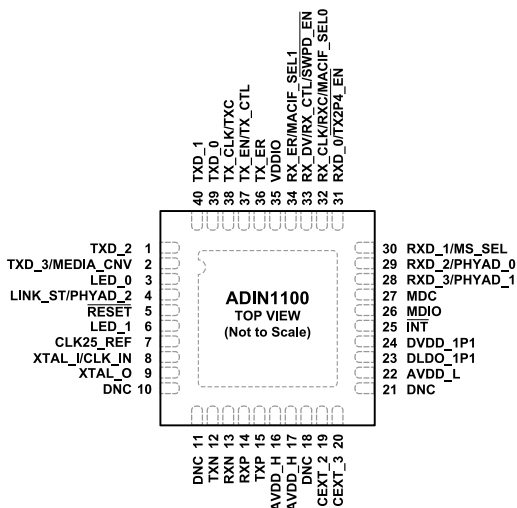 40 TXD_1
39 TXD_0
38 TX_CLK/TXC
37 TX_EN/TX_CTL
36 TX_ER
35 VDDIO
34 RX_ER/MACIF_SEL1
33 RX_DV/RX_CTL/SWPD_EN
32 RX_CLK/RXC/MACIF_SEL0
31 RXD_0/TX2P4_EN
TXD_2 1
TXD_3/MEDIA_CNV 2
LED_0 3
LINK_ST/PHYAD_2 4
RESET 5
LED_1 6
CLK25_REF 7
XTAL_I/CLK_IN 8
XTAL_O 9
DNC 10
ADIN1100
TOP VIEW
(Not to Scale)
30 RXD_1/MS_SEL
29 RXD_2/PHYAD_0
28 RXD_3/PHYAD_1
27 MDC
26 MDIO
25 INT
24 DVDD_1P1
23 DLDO_1P1
22 AVDD_L
21 DNC
DNC 11
TXN 12
RXN 13
RXP 14
TXP 15
AVDD_H 16
AVDD_H 17
DNC 18
CEXT_2 19
CEXT_3 20